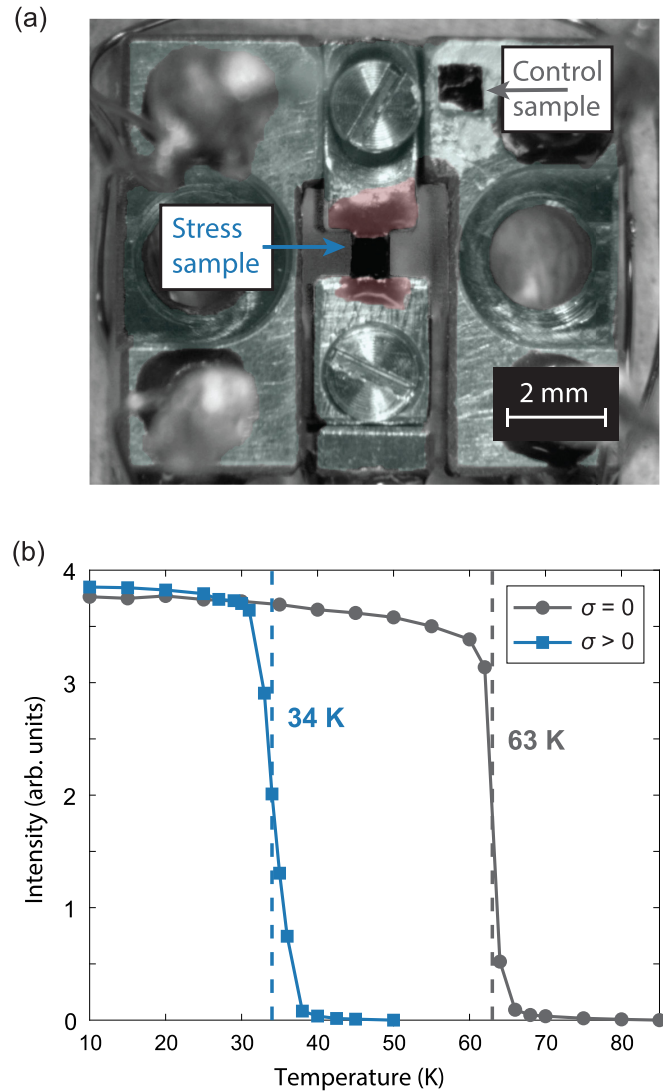 (a)
Control
sample
Stress
sample
2 mm
(b)
4
3
2
1
0
Intensity (arb. units)
σ = 0
σ > 0
34 K
63 K
10 20 30 40 50 60 70 80
Temperature (K)